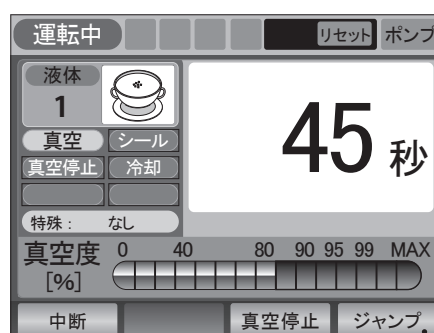 運転中 リセット ポンプ
液体
1
45 秒
真空 シール
真空停止 冷却
特殊： なし
真空度 0 40 80 90 95 99 MAX
[%]
中断 真空停止 ジャンプ